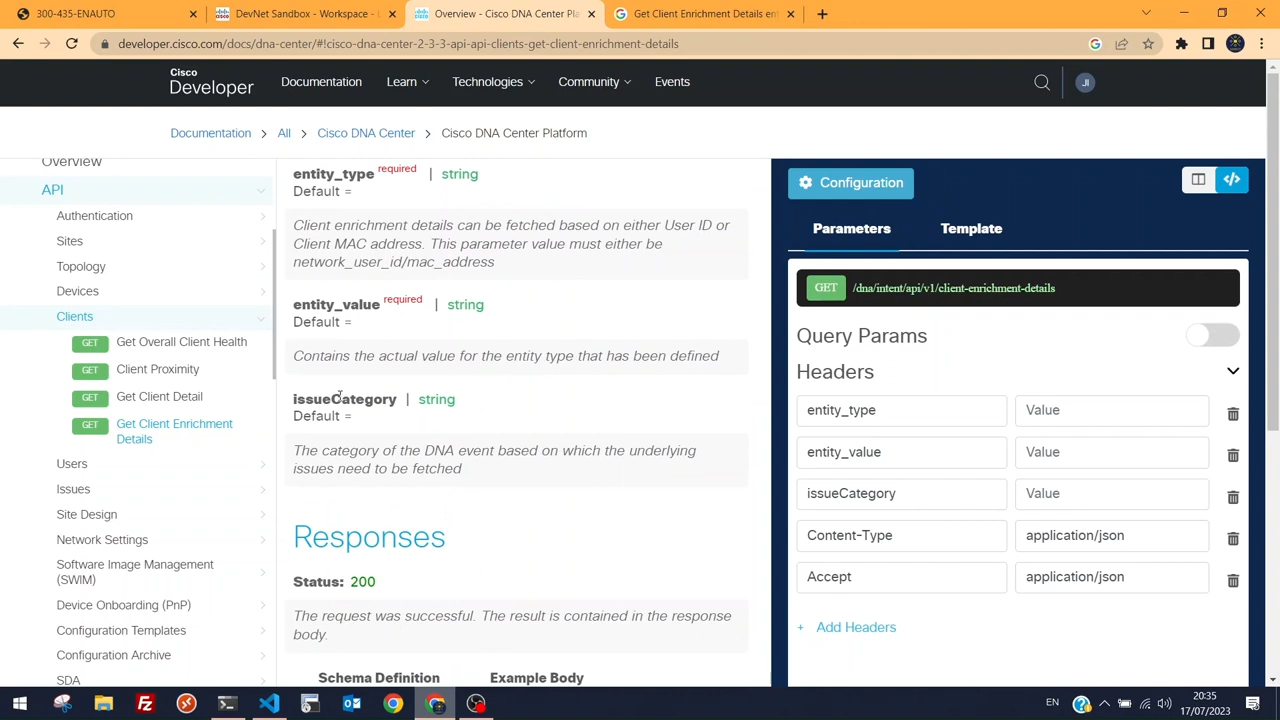 300-435-ENAUTO
DevNet Sandbox - Workspace - L
Overview - Cisco DNA Center Pla
Get Client Enrichment Details en
developer.cisco.com/docs/dna-center/#!cisco-dna-center-2-3-3-api-api-clients-get-client-enrichment-details
Cisco
Developer
Documentation
Learn
Technologies
Community
Events
JI
Documentation > All > Cisco DNA Center > Cisco DNA Center Platform
Overview
API
Authentication
Sites
Topology
Devices
Clients
GET Get Overall Client Health
GET Client Proximity
GET Get Client Detail
GET Get Client Enrichment
Details
Users
Issues
Site Design
Network Settings
Software Image Management
(SWIM)
Device Onboarding (PnP)
Configuration Templates
Configuration Archive
SDA
entity_type required | string
Default =
Client enrichment details can be fetched based on either User ID or
Client MAC address. This parameter value must either be
network_user_id/mac_address
entity_value required | string
Default =
Contains the actual value for the entity type that has been defined
issueCategory | string
Default =
The category of the DNA event based on which the underlying
issues need to be fetched
Responses
Status: 200
The request was successful. The result is contained in the response
body.
Schema Definition
Example Body
Configuration
Parameters
Template
GET /dna/intent/api/v1/client-enrichment-details
Query Params
Headers
entity_type Value
entity_value Value
issueCategory Value
Content-Type application/json
Accept application/json
+ Add Headers
EN
20:35
17/07/2023